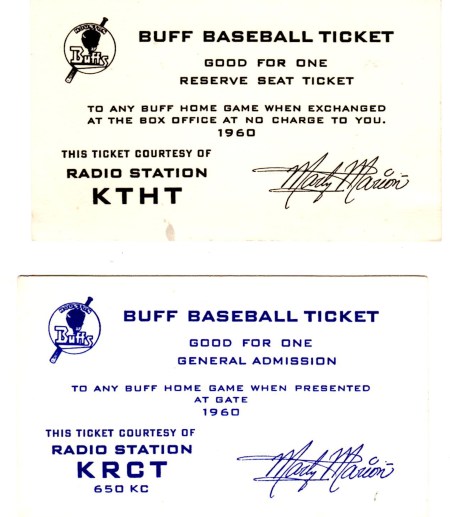 Buffs
BUFF BASEBALL TICKET
GOOD FOR ONE
RESERVE SEAT TICKET
TO ANY BUFF HOME GAME WHEN EXCHANGED
AT THE BOX OFFICE AT NO CHARGE TO YOU.
1960
THIS TICKET COURTESY OF
RADIO STATION
KTHT
Marty Marion
Buffs
BUFF BASEBALL TICKET
GOOD FOR ONE
GENERAL ADMISSION
TO ANY BUFF HOME GAME WHEN PRESENTED
AT GATE
1960
THIS TICKET COURTESY OF
RADIO STATION
KRCT
650 KC
Marty Marion